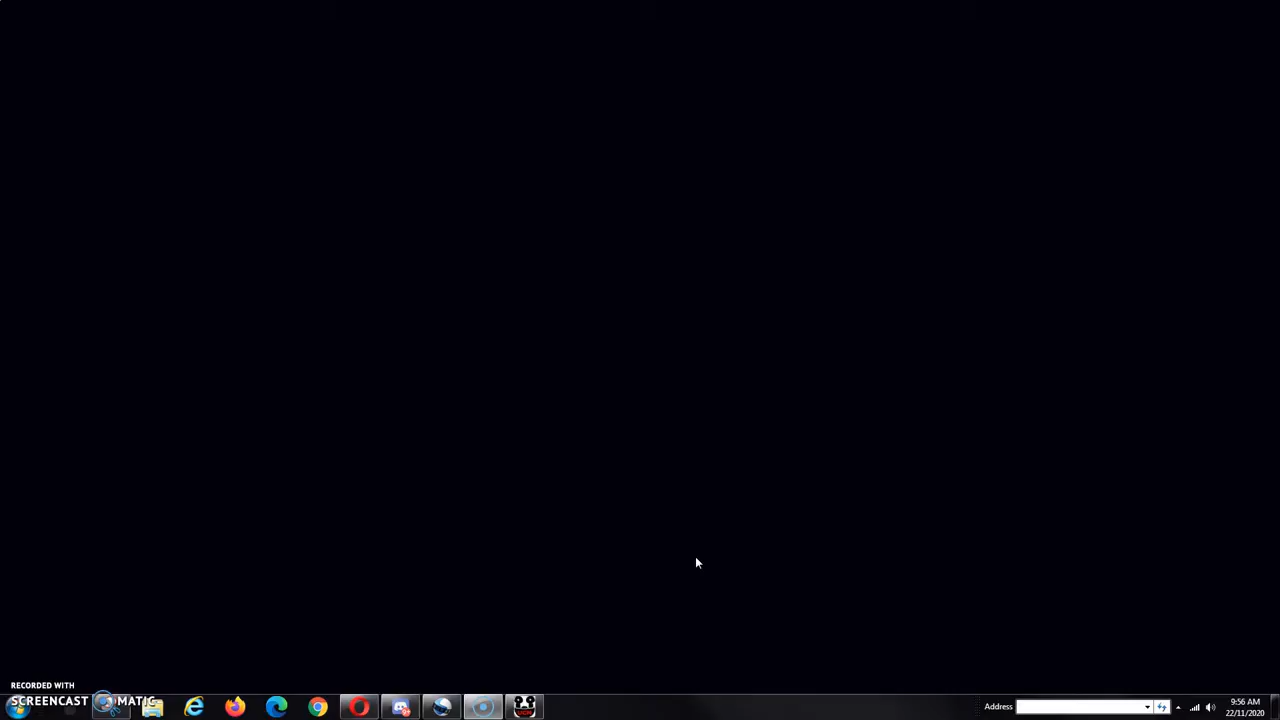 RECORDED WITH
SCREENCAST MATIC
Address
9:56 AM
22/11/2020